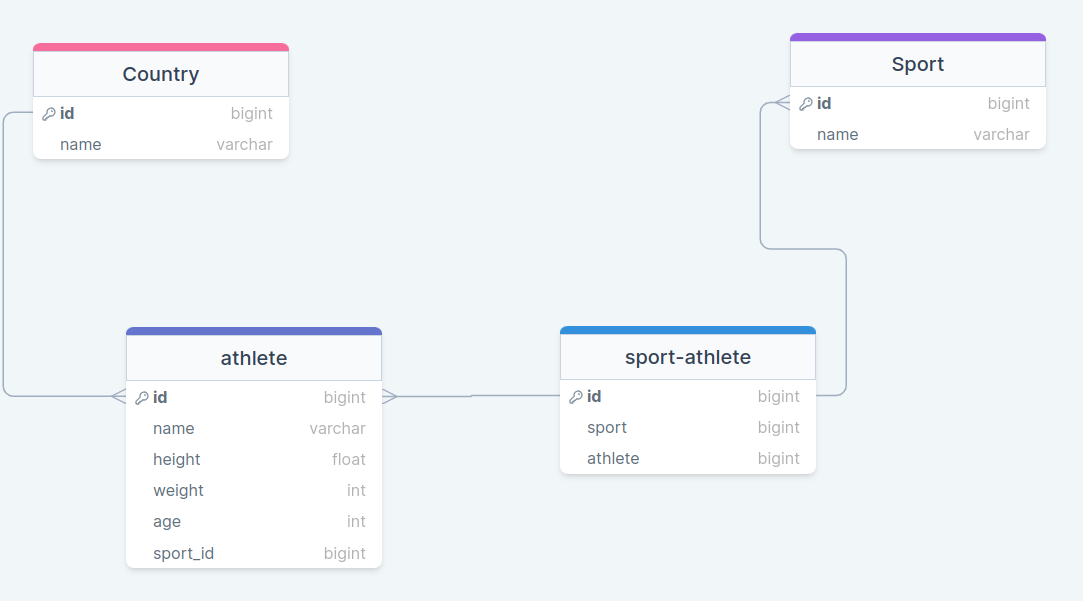 Country
id bigint
name varchar
Sport
id bigint
name varchar
athlete
id bigint
name varchar
height float
weight int
age int
sport_id bigint
sport-athlete
id bigint
sport bigint
athlete bigint